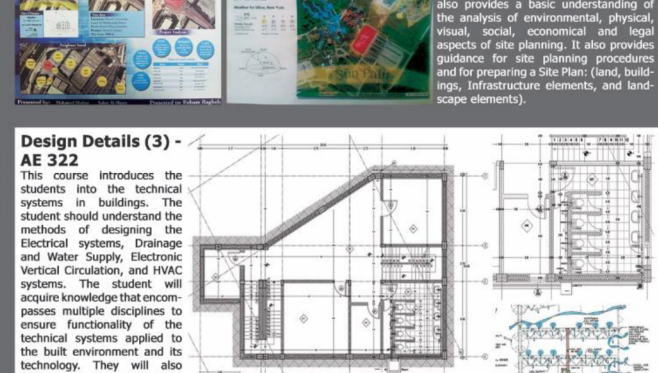 also provides a basic understanding of
the analysis of environmental, physical,
visual, social, economical and legal
aspects of site planning. It also provides
guidance for site planning procedures
and for preparing a Site Plan: (land, build-
ings, Infrastructure elements, and land-
scape elements).
Sun Path
Design Details (3) -
AE 322
This course introduces the
students into the technical
systems in buildings. The
student should understand the
methods of designing the
Electrical systems, Drainage
and Water Supply, Electronic
Vertical Circulation, and HVAC
systems. The student will
acquire knowledge that encom-
passes multiple disciplines to
ensure functionality of the
technical systems applied to
the built environment and its
technology. They will also